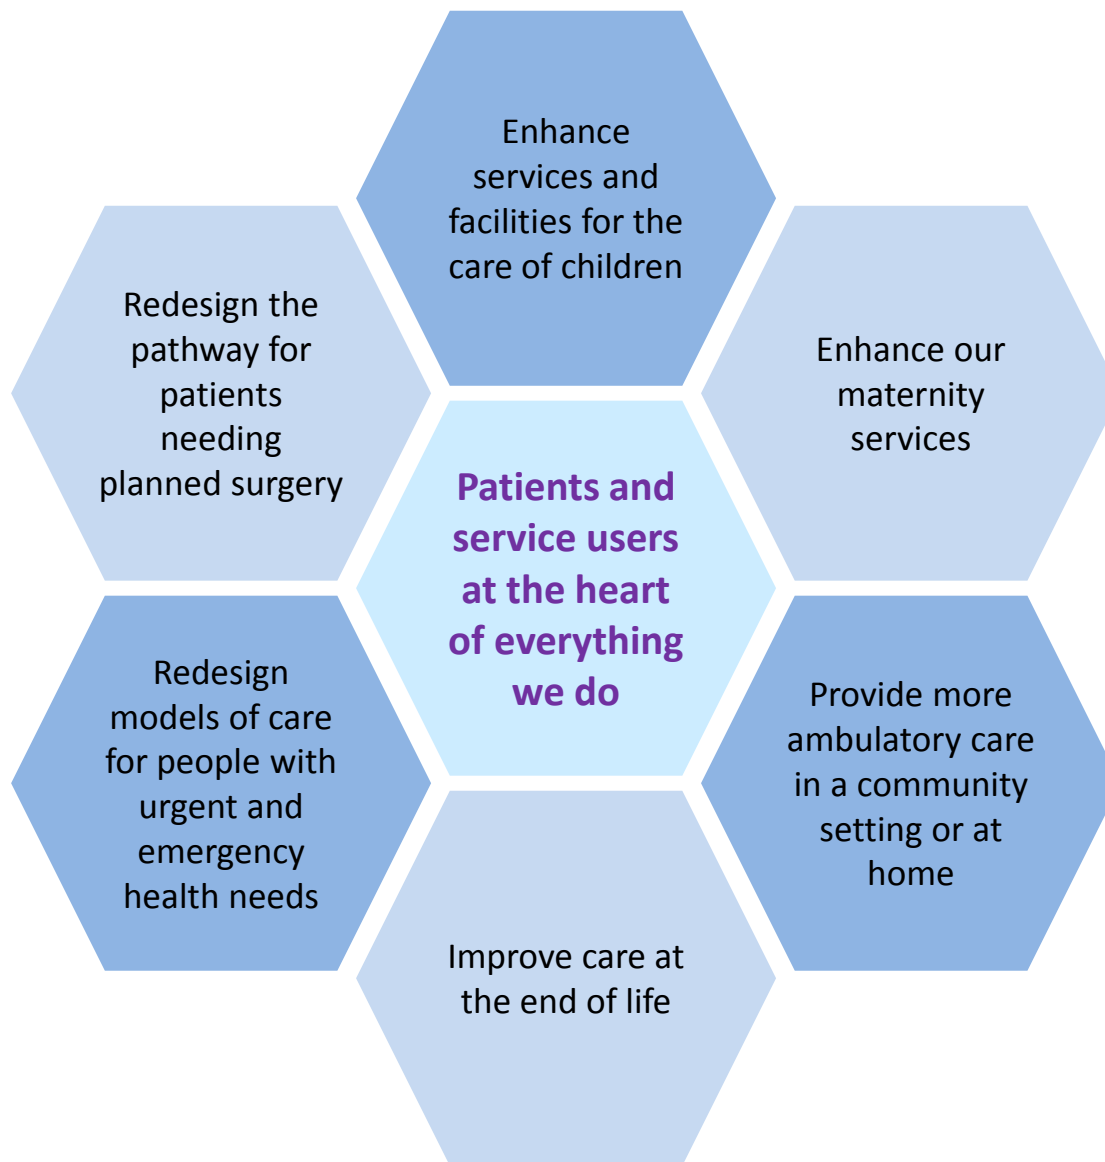 Enhance
services and
facilities for the
care of children
Enhance our
maternity
services
Provide more
ambulatory care
in a community
setting or at
home
Improve care at
the end of life
Redesign
models of care
for people with
urgent and
emergency
health needs
Redesign the
pathway for
patients
needing
planned surgery
Patients and
service users
at the heart
of everything
we do